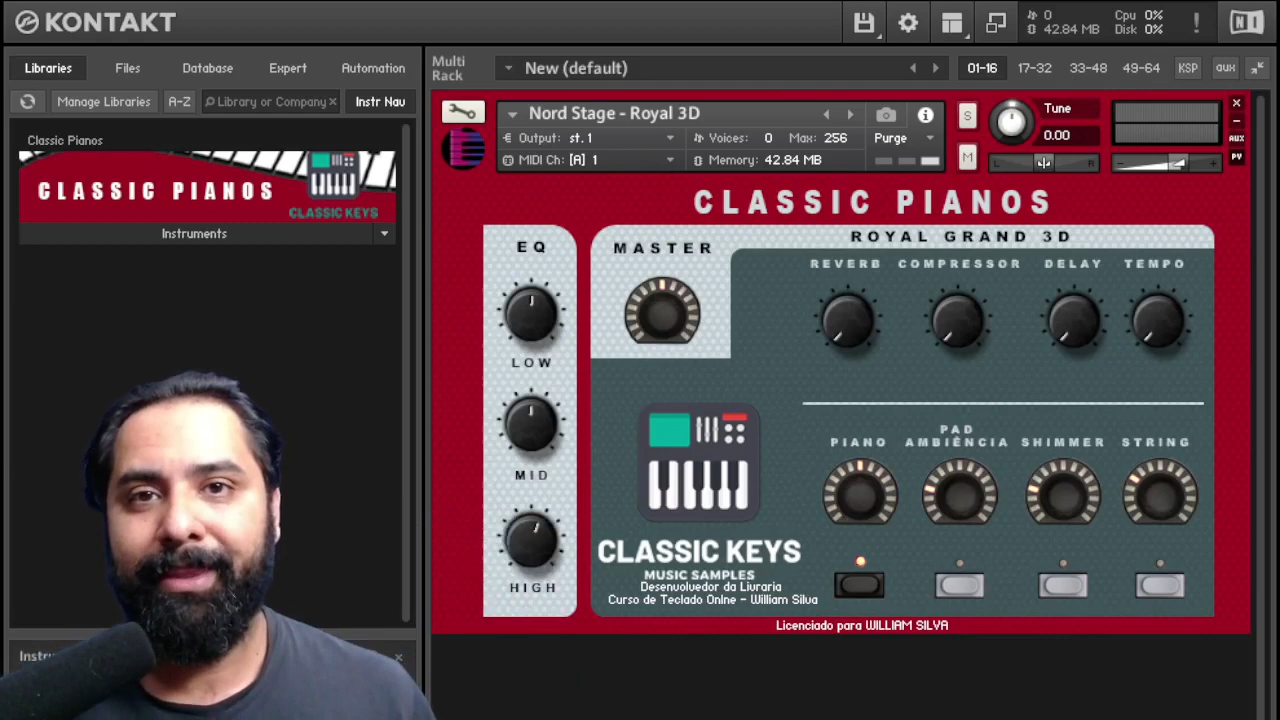 KONTAKT
0
42.84 MB
Cpu 0%
Disk 0%
!
Libraries Files Database Expert Automation
Multi
Rack
New (default)
01-16 17-32 33-48 49-64 KSP AUX
Manage Libraries A-Z Library or Company × Instr Nav
Classic Pianos
CLASSIC PIANOS
CLASSIC KEYS
Instruments
Nord Stage - Royal 3D
Output: st.1 Voices: 0 Max: 256 Purge
MIDI Ch: [A] 1 Memory: 42.84 MB
S
M
Tune
0.00
L R
- +
×
-
AUX
PV
CLASSIC PIANOS
EQ
LOW
MID
HIGH
MASTER
ROYAL GRAND 3D
REVERB COMPRESSOR DELAY TEMPO
PIANO PAD AMBIÊNCIA SHIMMER STRING
CLASSIC KEYS
MUSIC SAMPLES
Desenvolvedor da Livraria
Curso de Teclado Onlne - William Silva
Licenciado para WILLIAM SILVA
Instru
×